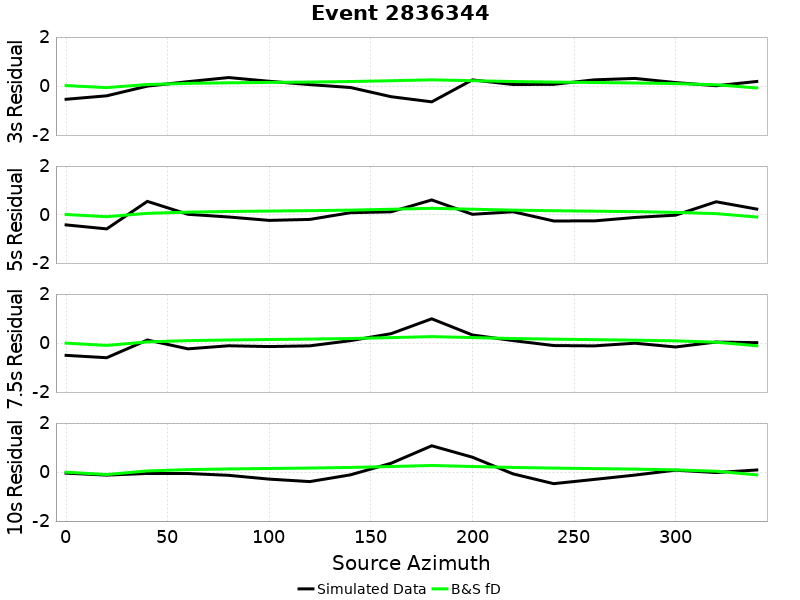 Event 2836344
3s Residual
2
0
-2
5s Residual
2
0
-2
7.5s Residual
2
0
-2
10s Residual
2
0
-2
0 50 100 150 200 250 300
Source Azimuth
Simulated Data B&S fD